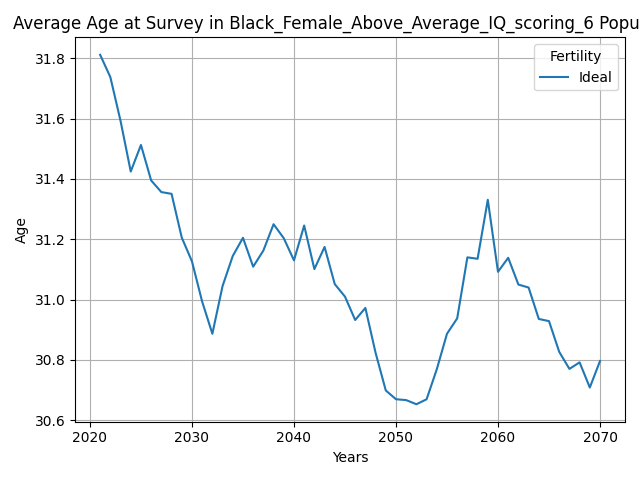 Average Age at Survey in Black_Female_Above_Average_IQ_scoring_6 Popu
Fertility
Ideal
31.8
31.6
31.4
31.2
31.0
30.8
30.6
Age
2020 2030 2040 2050 2060 2070
Years